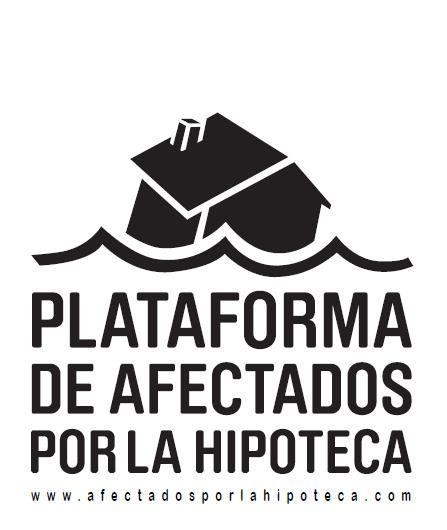 PLATAFORMA
DE AFECTADOS
POR LA HIPOTECA
www.afectadosporlahipoteca.com